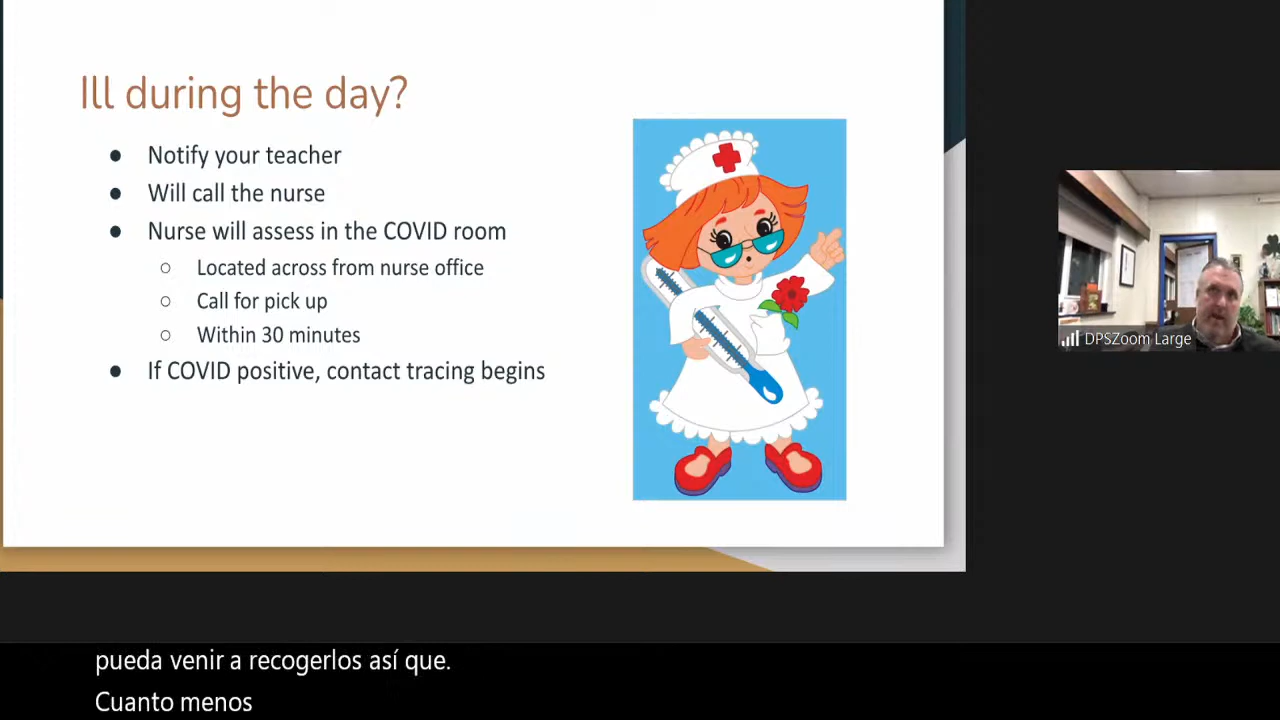 Ill during the day?
● Notify your teacher
● Will call the nurse
● Nurse will assess in the COVID room
○ Located across from nurse office
○ Call for pick up
○ Within 30 minutes
● If COVID positive, contact tracing begins
DPSZoom Large
pueda venir a recogerlos así que.
Cuanto menos